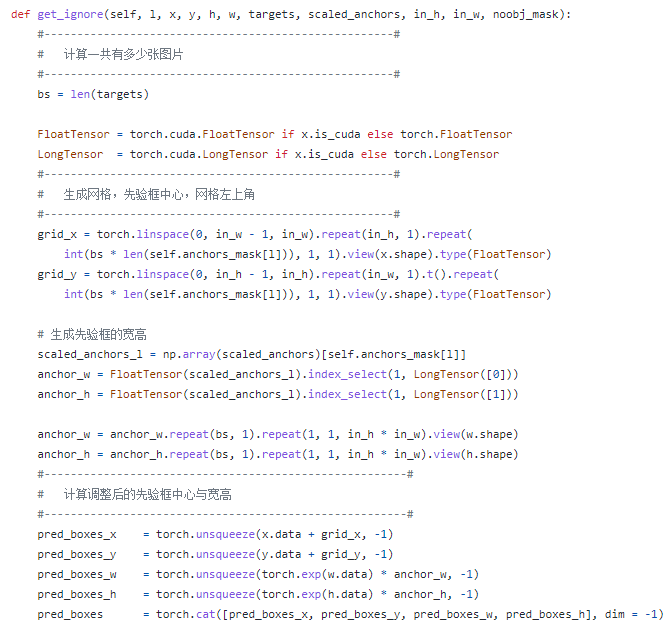 def get_ignore(self, l, x, y, h, w, targets, scaled_anchors, in_h, in_w, noobj_mask):
    #-----------------------------------------------------#
    #   计算一共有多少张图片
    #-----------------------------------------------------#
    bs = len(targets)

    FloatTensor = torch.cuda.FloatTensor if x.is_cuda else torch.FloatTensor
    LongTensor  = torch.cuda.LongTensor if x.is_cuda else torch.LongTensor
    #-----------------------------------------------------#
    #   生成网格，先验框中心，网格左上角
    #-----------------------------------------------------#
    grid_x = torch.linspace(0, in_w - 1, in_w).repeat(in_h, 1).repeat(
        int(bs * len(self.anchors_mask[l])), 1, 1).view(x.shape).type(FloatTensor)
    grid_y = torch.linspace(0, in_h - 1, in_h).repeat(in_w, 1).t().repeat(
        int(bs * len(self.anchors_mask[l])), 1, 1).view(y.shape).type(FloatTensor)

    # 生成先验框的宽高
    scaled_anchors_l = np.array(scaled_anchors)[self.anchors_mask[l]]
    anchor_w = FloatTensor(scaled_anchors_l).index_select(1, LongTensor([0]))
    anchor_h = FloatTensor(scaled_anchors_l).index_select(1, LongTensor([1]))

    anchor_w = anchor_w.repeat(bs, 1).repeat(1, 1, in_h * in_w).view(w.shape)
    anchor_h = anchor_h.repeat(bs, 1).repeat(1, 1, in_h * in_w).view(h.shape)
    #-------------------------------------------------------#
    #   计算调整后的先验框中心与宽高
    #-------------------------------------------------------#
    pred_boxes_x    = torch.unsqueeze(x.data + grid_x, -1)
    pred_boxes_y    = torch.unsqueeze(y.data + grid_y, -1)
    pred_boxes_w    = torch.unsqueeze(torch.exp(w.data) * anchor_w, -1)
    pred_boxes_h    = torch.unsqueeze(torch.exp(h.data) * anchor_h, -1)
    pred_boxes      = torch.cat([pred_boxes_x, pred_boxes_y, pred_boxes_w, pred_boxes_h], dim = -1)